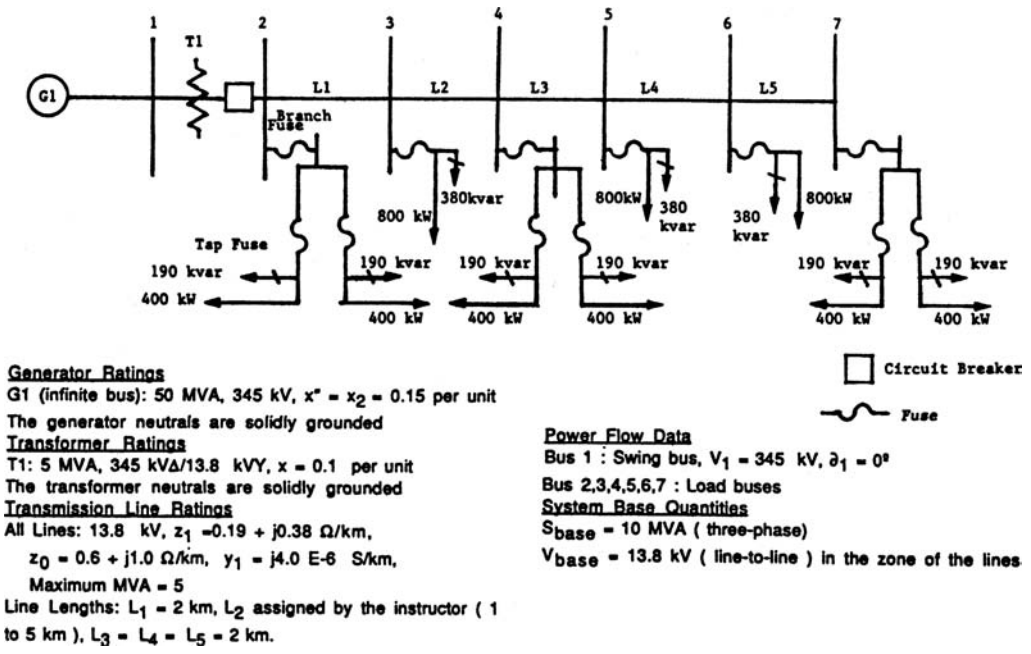 1 2 3 4 5 6 7
T1
G1
L1 L2 L3 L4 L5
Branch
Fuse
380kvar
800 kW
800kW
380
kvar
380
kvar
800kW
Tap Fuse
190 kvar
190 kvar
190 kvar
190 kvar
190 kvar
190 kvar
400 kW
400 kW
400 kW
400 kW
400 kW
400 kW
Circuit Breaker
Fuse
Generator Ratings
G1 (infinite bus): 50 MVA, 345 kV, x" = x2 = 0.15 per unit
The generator neutrals are solidly grounded
Transformer Ratings
T1: 5 MVA, 345 kVΔ/13.8 kVY, x = 0.1 per unit
The transformer neutrals are solidly grounded
Transmission Line Ratings
All Lines: 13.8 kV, z1 =0.19 + j0.38 Ω/km,
z0 = 0.6 + j1.0 Ω/km, y1 = j4.0 E-6 S/km,
Maximum MVA = 5
Line Lengths: L1 = 2 km, L2 assigned by the instructor ( 1
to 5 km ), L3 = L4 = L5 = 2 km.
Power Flow Data
Bus 1 : Swing bus, V1 = 345 kV, ∂1 = 0º
Bus 2,3,4,5,6,7 : Load buses
System Base Quantities
Sbase = 10 MVA ( three-phase)
Vbase = 13.8 kV ( line-to-line ) in the zone of the lines.